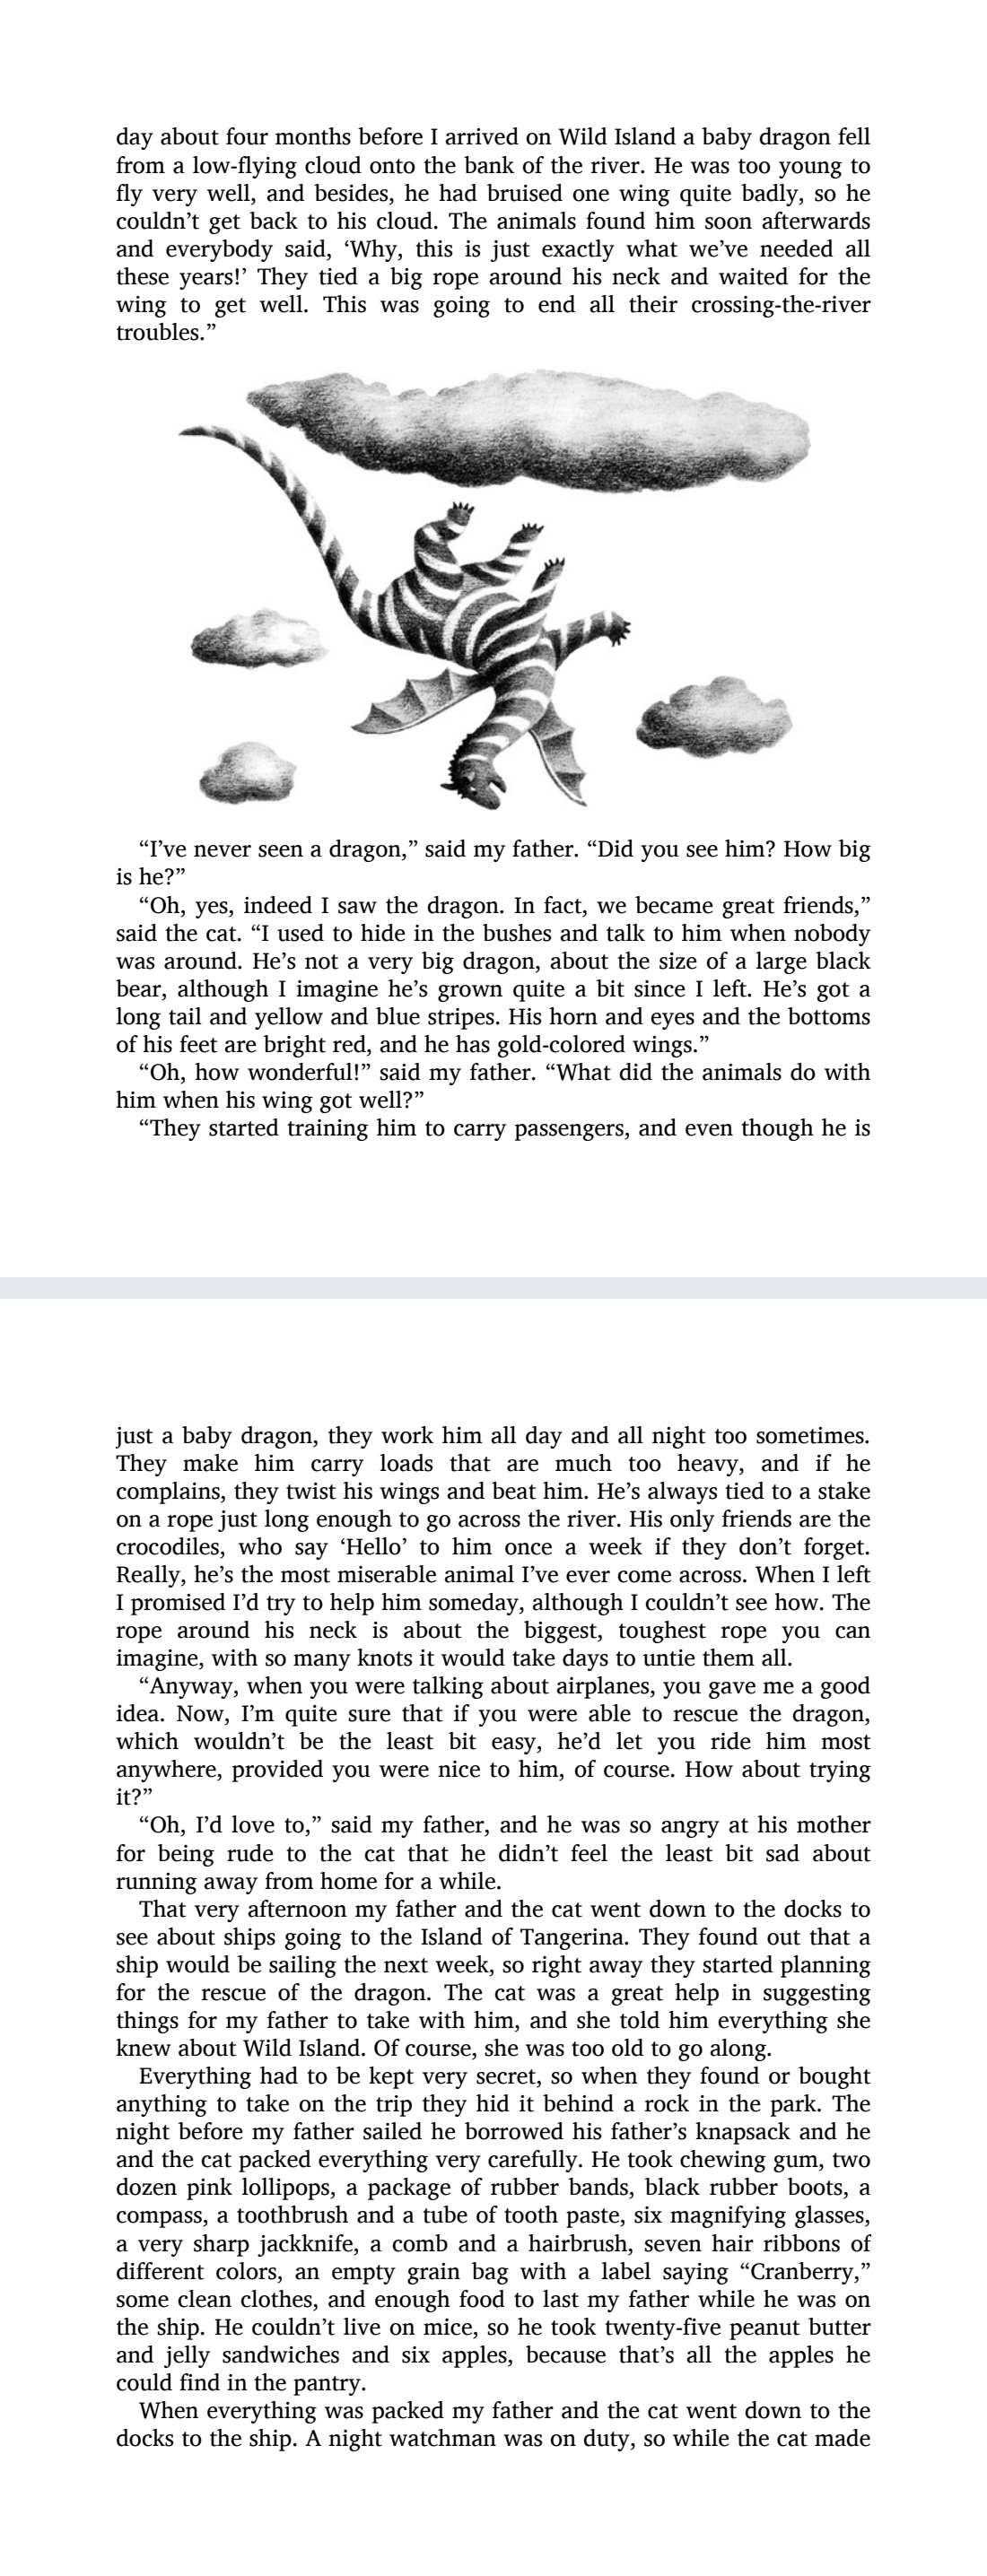 day about four months before I arrived on Wild Island a baby dragon fell
from a low-flying cloud onto the bank of the river. He was too young to
fly very well, and besides, he had bruised one wing quite badly, so he
couldn’t get back to his cloud. The animals found him soon afterwards
and everybody said, ‘Why, this is just exactly what we’ve needed all
these years!’ They tied a big rope around his neck and waited for the
wing to get well. This was going to end all their crossing-the-river
troubles.”
“I’ve never seen a dragon,” said my father. “Did you see him? How big
is he?”
“Oh, yes, indeed I saw the dragon. In fact, we became great friends,”
said the cat. “I used to hide in the bushes and talk to him when nobody
was around. He’s not a very big dragon, about the size of a large black
bear, although I imagine he’s grown quite a bit since I left. He’s got a
long tail and yellow and blue stripes. His horn and eyes and the bottoms
of his feet are bright red, and he has gold-colored wings.”
“Oh, how wonderful!” said my father. “What did the animals do with
him when his wing got well?”
“They started training him to carry passengers, and even though he is
just a baby dragon, they work him all day and all night too sometimes.
They make him carry loads that are much too heavy, and if he
complains, they twist his wings and beat him. He’s always tied to a stake
on a rope just long enough to go across the river. His only friends are the
crocodiles, who say ‘Hello’ to him once a week if they don’t forget.
Really, he’s the most miserable animal I’ve ever come across. When I left
I promised I’d try to help him someday, although I couldn’t see how. The
rope around his neck is about the biggest, toughest rope you can
imagine, with so many knots it would take days to untie them all.
“Anyway, when you were talking about airplanes, you gave me a good
idea. Now, I’m quite sure that if you were able to rescue the dragon,
which wouldn’t be the least bit easy, he’d let you ride him most
anywhere, provided you were nice to him, of course. How about trying
it?”
“Oh, I’d love to,” said my father, and he was so angry at his mother
for being rude to the cat that he didn’t feel the least bit sad about
running away from home for a while.
That very afternoon my father and the cat went down to the docks to
see about ships going to the Island of Tangerina. They found out that a
ship would be sailing the next week, so right away they started planning
for the rescue of the dragon. The cat was a great help in suggesting
things for my father to take with him, and she told him everything she
knew about Wild Island. Of course, she was too old to go along.
Everything had to be kept very secret, so when they found or bought
anything to take on the trip they hid it behind a rock in the park. The
night before my father sailed he borrowed his father’s knapsack and he
and the cat packed everything very carefully. He took chewing gum, two
dozen pink lollipops, a package of rubber bands, black rubber boots, a
compass, a toothbrush and a tube of tooth paste, six magnifying glasses,
a very sharp jackknife, a comb and a hairbrush, seven hair ribbons of
different colors, an empty grain bag with a label saying “Cranberry,”
some clean clothes, and enough food to last my father while he was on
the ship. He couldn’t live on mice, so he took twenty-five peanut butter
and jelly sandwiches and six apples, because that’s all the apples he
could find in the pantry.
When everything was packed my father and the cat went down to the
docks to the ship. A night watchman was on duty, so while the cat made